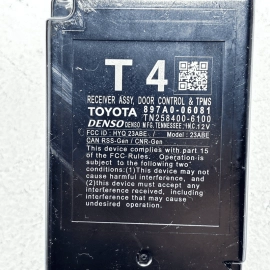 T 4
RECEIVER ASSY, DOOR CONTROL & TPMS
TOYOTA 897A0-06081
TN258400-6100
DENSO DENSO MFG. TENNESSEE, INC. 12V
FCC ID : HYQ 23ABE . / Model : 23ABE
CAN RSS-Gen / CNR-Gen
This device complies with part 15
of the FCC-Rules. Operation is
subject to the following two
conditions:(1)This device may not
cause harmful interference, and
(2)this device must accept any
interference received, including
interference that may cause
undesired operation.